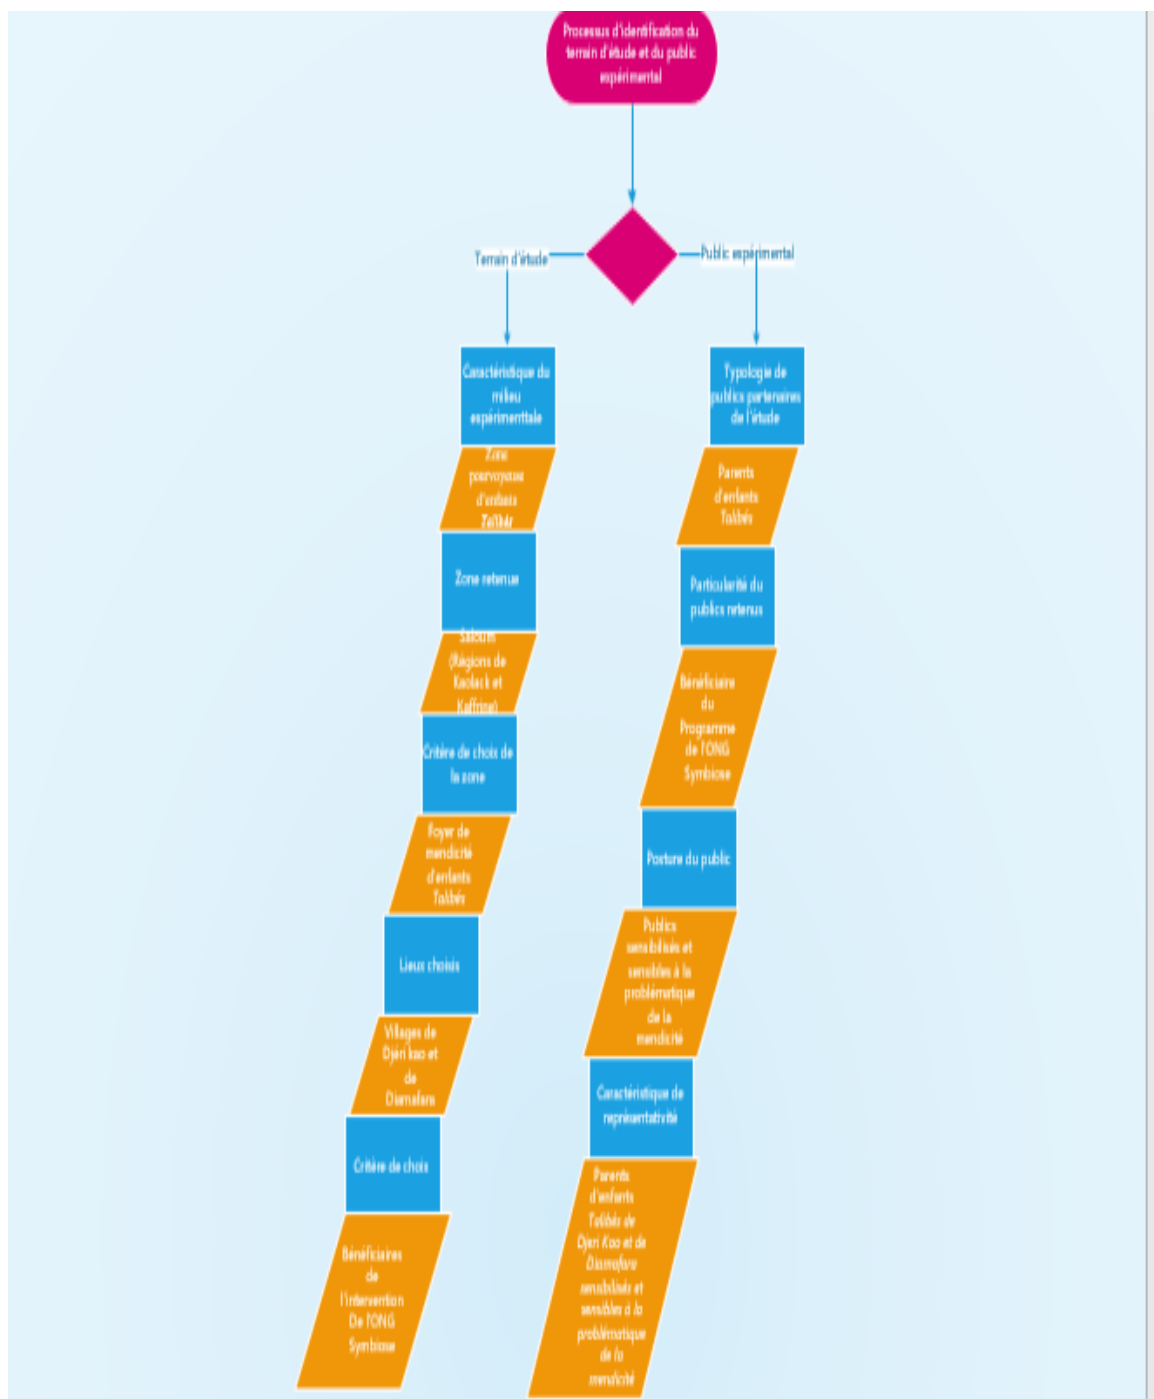 Processus d'identification du
terrain d'étude et du public
expérimental
Terrain d'étude
Public expérimental
Caractéristique du
milieu
expérimenttale
Zone
pourvoyeuse
d'enfants
Talibés
Zone retenue
Saloum
(Régions de
Kaolack et
Kaffrine)
Critère de choix de
la zone
Foyer de
mendicité
d'enfants
Talibés
Lieux choisis
Villages de
Djéri kao et
de
Diamafara
Critère de choix
Bénéficiaires
de
l'intervention
De l'ONG
Symbiose
Typologie de
publics partenaires
de l'étude
Parents
d'enfants
Talibés
Particularité du
publics retenus
Bénéficiaire
du
Programme
de l'ONG
Symbiose
Posture du public
Publics
sensibilisés et
sensibles à la
problématique
de la
mendicité
Caractéristique de
représentativité
Parents
d'enfants
Talibés de
Djeri Kao et de
Diamafara
sensibilisés et
sensibles à la
problématique
de la
mendicité